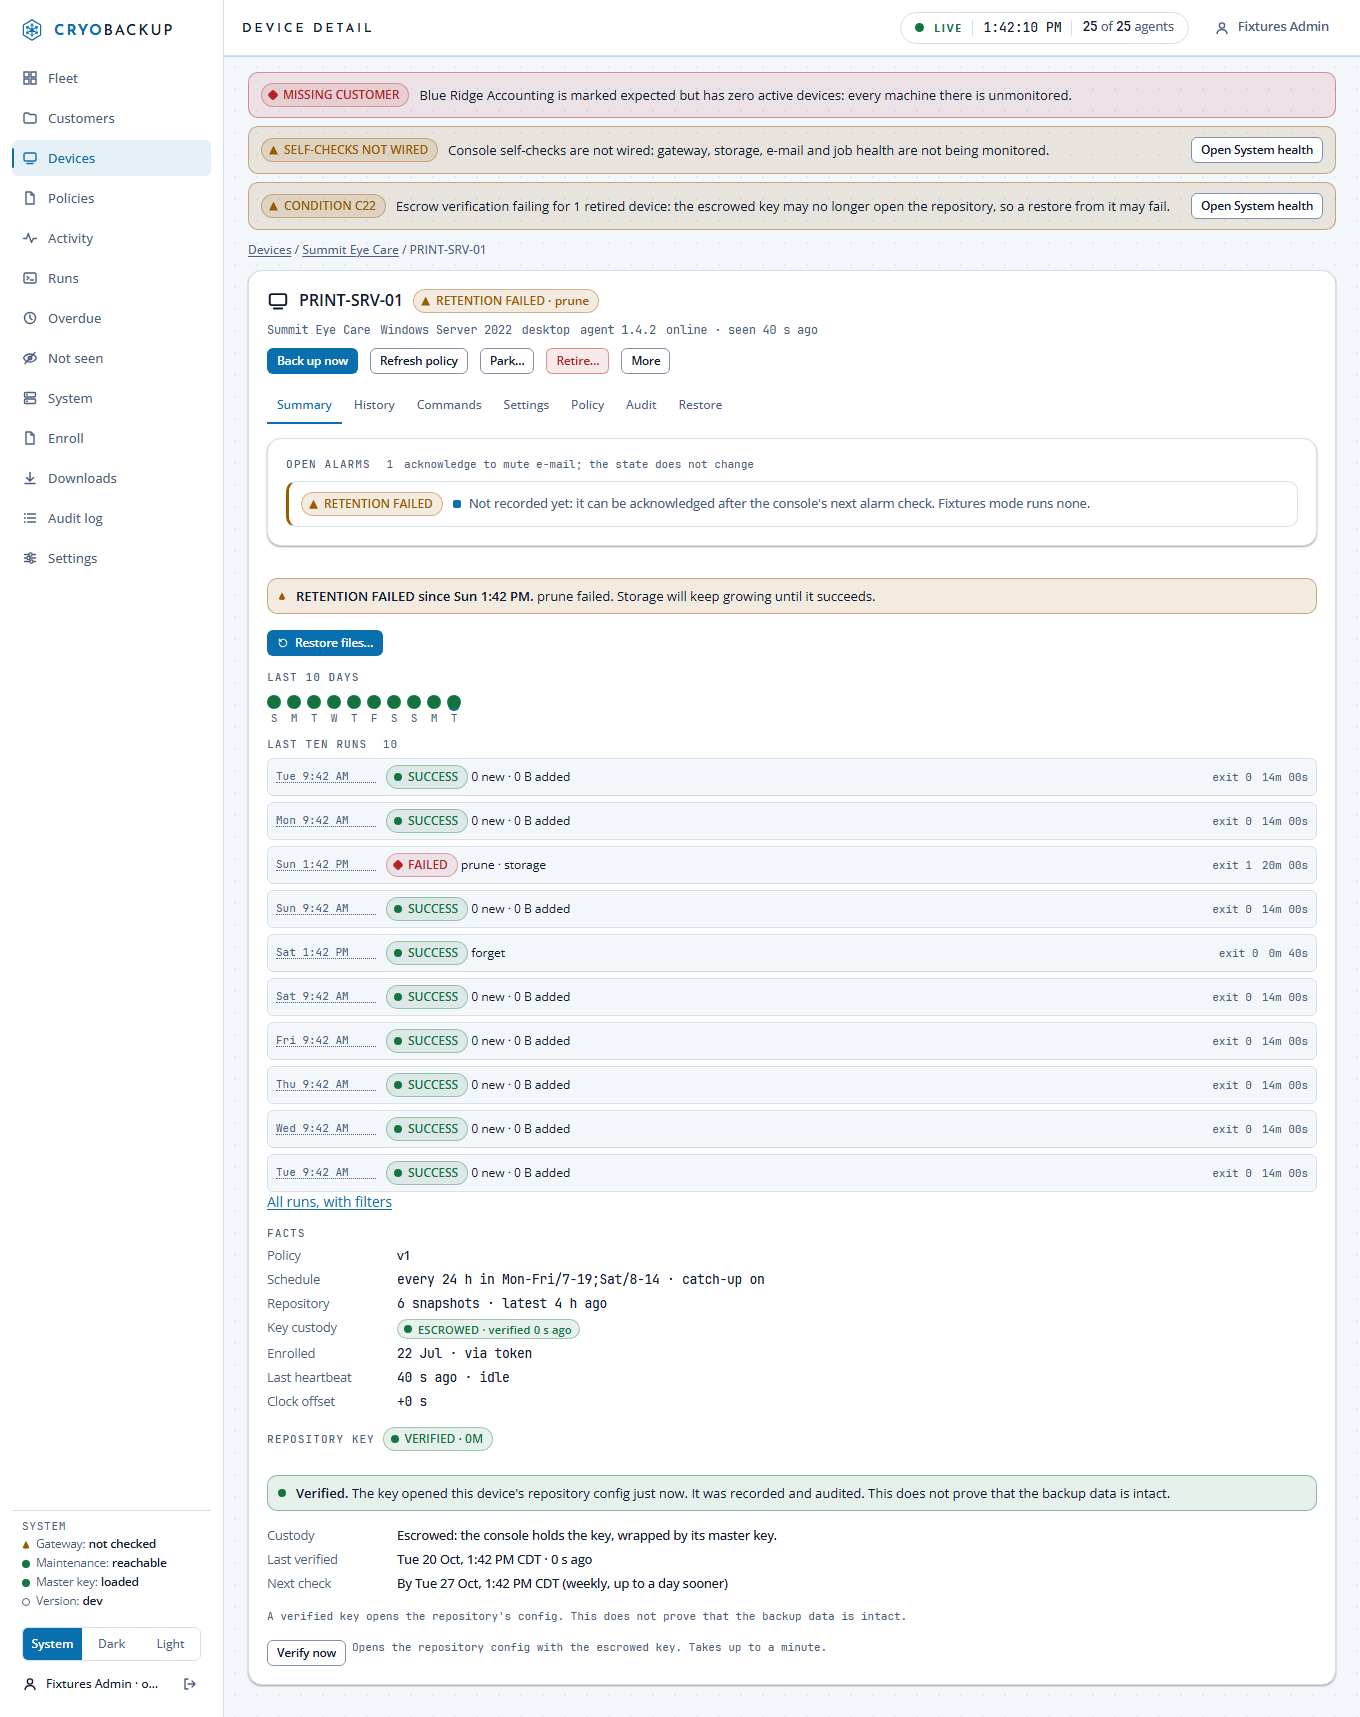 CRYOBACKUP
DEVICE DETAIL
LIVE 1:42:10 PM 25 of 25 agents
Fixtures Admin
Fleet
Customers
Devices
Policies
Activity
Runs
Overdue
Not seen
System
Enroll
Downloads
Audit log
Settings
MISSING CUSTOMER Blue Ridge Accounting is marked expected but has zero active devices: every machine there is unmonitored.
SELF-CHECKS NOT WIRED Console self-checks are not wired: gateway, storage, e-mail and job health are not being monitored. Open System health
CONDITION C22 Escrow verification failing for 1 retired device: the escrowed key may no longer open the repository, so a restore from it may fail. Open System health
Devices / Summit Eye Care / PRINT-SRV-01
PRINT-SRV-01 RETENTION FAILED · prune
Summit Eye Care Windows Server 2022 desktop agent 1.4.2 online · seen 40 s ago
Back up now Refresh policy Park... Retire... More
Summary History Commands Settings Policy Audit Restore
OPEN ALARMS 1 acknowledge to mute e-mail; the state does not change
RETENTION FAILED Not recorded yet: it can be acknowledged after the console's next alarm check. Fixtures mode runs none.
RETENTION FAILED since Sun 1:42 PM. prune failed. Storage will keep growing until it succeeds.
Restore files...
LAST 10 DAYS
S M T W T F S S M T
LAST TEN RUNS 10
Tue 9:42 AM SUCCESS 0 new · 0 B added exit 0 14m 00s
Mon 9:42 AM SUCCESS 0 new · 0 B added exit 0 14m 00s
Sun 1:42 PM FAILED prune · storage exit 1 20m 00s
Sun 9:42 AM SUCCESS 0 new · 0 B added exit 0 14m 00s
Sat 1:42 PM SUCCESS forget exit 0 0m 40s
Sat 9:42 AM SUCCESS 0 new · 0 B added exit 0 14m 00s
Fri 9:42 AM SUCCESS 0 new · 0 B added exit 0 14m 00s
Thu 9:42 AM SUCCESS 0 new · 0 B added exit 0 14m 00s
Wed 9:42 AM SUCCESS 0 new · 0 B added exit 0 14m 00s
Tue 9:42 AM SUCCESS 0 new · 0 B added exit 0 14m 00s
All runs, with filters
FACTS
Policy v1
Schedule every 24 h in Mon-Fri/7-19;Sat/8-14 · catch-up on
Repository 6 snapshots · latest 4 h ago
Key custody ESCROWED · verified 0 s ago
Enrolled 22 Jul · via token
Last heartbeat 40 s ago · idle
Clock offset +0 s
REPOSITORY KEY VERIFIED · 0M
Verified. The key opened this device's repository config just now. It was recorded and audited. This does not prove that the backup data is intact.
Custody Escrowed: the console holds the key, wrapped by its master key.
Last verified Tue 20 Oct, 1:42 PM CDT · 0 s ago
Next check By Tue 27 Oct, 1:42 PM CDT (weekly, up to a day sooner)
A verified key opens the repository's config. This does not prove that the backup data is intact.
Verify now Opens the repository config with the escrowed key. Takes up to a minute.
SYSTEM
Gateway: not checked
Maintenance: reachable
Master key: loaded
Version: dev
System Dark Light
Fixtures Admin · o...